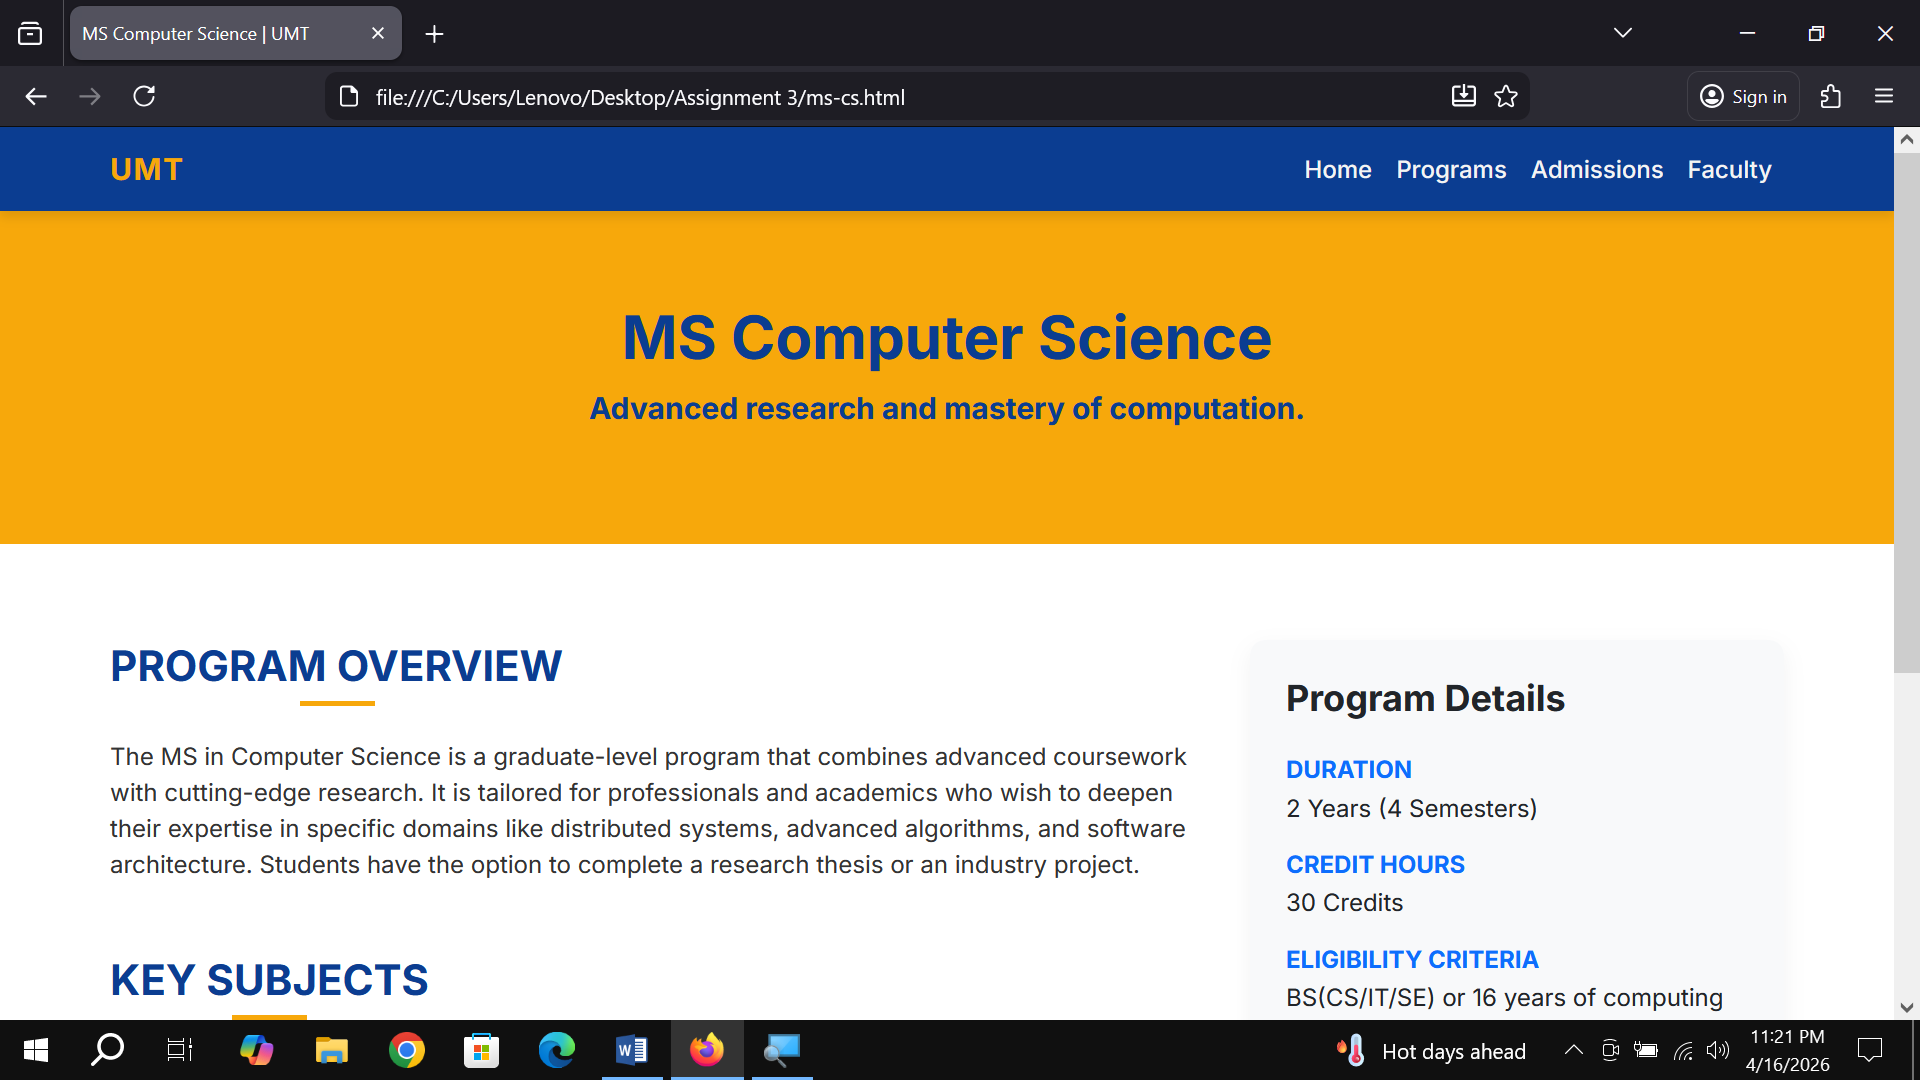 MS Computer Science | UMT
file:///C:/Users/Lenovo/Desktop/Assignment 3/ms-cs.html
Sign in
UMT
Home Programs Admissions Faculty
MS Computer Science
Advanced research and mastery of computation.
PROGRAM OVERVIEW
The MS in Computer Science is a graduate-level program that combines advanced coursework
with cutting-edge research. It is tailored for professionals and academics who wish to deepen
their expertise in specific domains like distributed systems, advanced algorithms, and software
architecture. Students have the option to complete a research thesis or an industry project.
KEY SUBJECTS
Program Details
DURATION
2 Years (4 Semesters)
CREDIT HOURS
30 Credits
ELIGIBILITY CRITERIA
BS(CS/IT/SE) or 16 years of computing
Hot days ahead
11:21 PM
4/16/2026